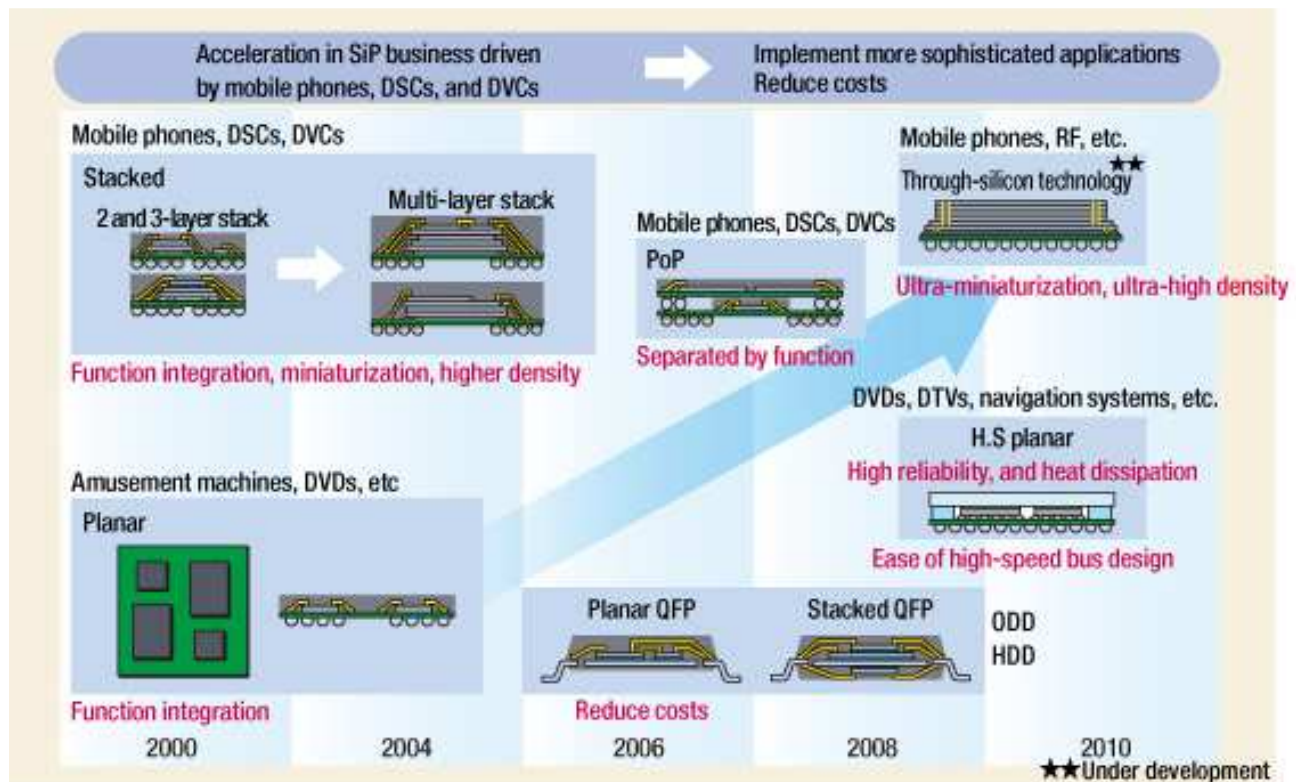 Acceleration in SiP business driven
by mobile phones, DSCs, and DVCs
Implement more sophisticated applications
Reduce costs
Mobile phones, DSCs, DVCs
Stacked
2 and 3-layer stack
Multi-layer stack
Function integration, miniaturization, higher density
Mobile phones, DSCs, DVCs
PoP
Separated by function
Mobile phones, RF, etc.
Through-silicon technology★★
Ultra-miniaturization, ultra-high density
DVDs, DTVs, navigation systems, etc.
H.S planar
High reliability, and heat dissipation
Ease of high-speed bus design
Amusement machines, DVDs, etc
Planar
Function integration
Planar QFP
Stacked QFP
ODD
HDD
Reduce costs
2000
2004
2006
2008
2010
★★Under development